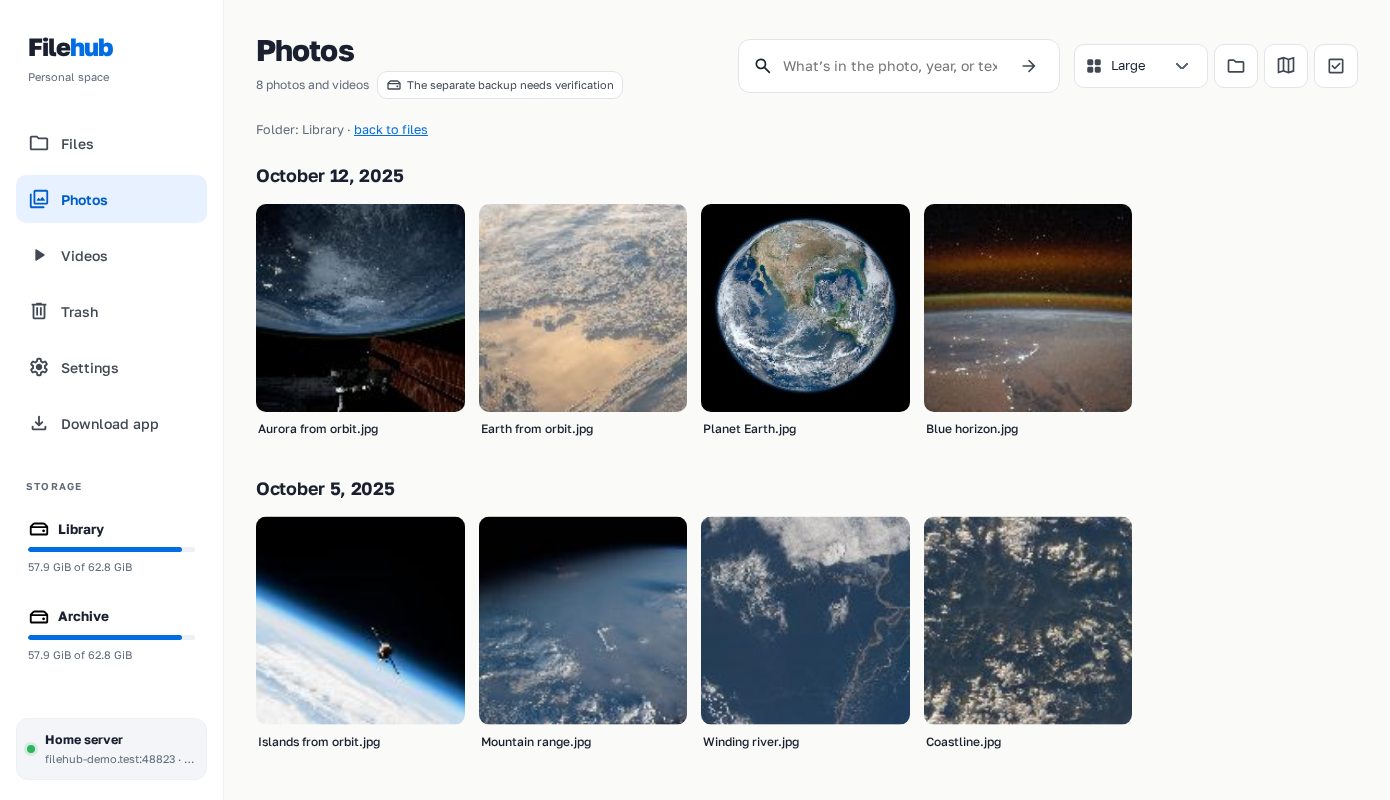 Filehub
Personal space
Files
Photos
Videos
Trash
Settings
Download app
STORAGE
Library
57.9 GiB of 62.8 GiB
Archive
57.9 GiB of 62.8 GiB
Home server
filehub-demo.test:48823 · ...
Photos
8 photos and videos
The separate backup needs verification
What's in the photo, year, or tex
Large
Folder: Library · back to files
October 12, 2025
Aurora from orbit.jpg
Earth from orbit.jpg
Planet Earth.jpg
Blue horizon.jpg
October 5, 2025
Islands from orbit.jpg
Mountain range.jpg
Winding river.jpg
Coastline.jpg